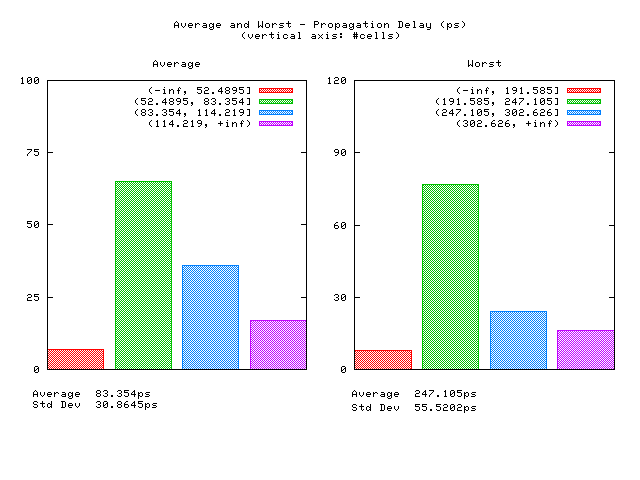 Average and Worst - Propagation Delay (ps)
(vertical axis: #cells)
Average
100
75
50
25
0
(-inf, 52.4895]
(52.4895, 83.354]
(83.354, 114.219]
(114.219, +inf)
Average 83.354ps
Std Dev 30.8645ps
Worst
120
90
60
30
0
(-inf, 191.585]
(191.585, 247.105]
(247.105, 302.626]
(302.626, +inf)
Average 247.105ps
Std Dev 55.5202ps